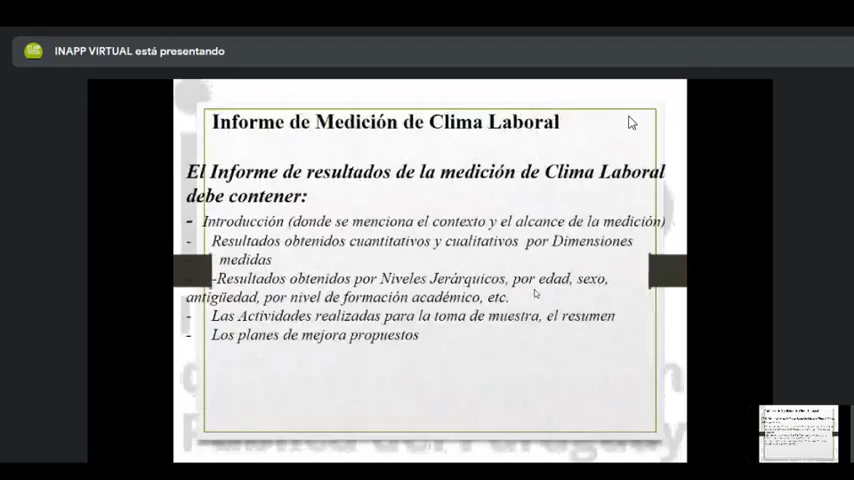 INAPP VIRTUAL está presentando
Informe de Medición de Clima Laboral
El Informe de resultados de la medición de Clima Laboral
debe contener:
- Introducción (donde se menciona el contexto y el alcance de la medición)
- Resultados obtenidos cuantitativos y cualitativos por Dimensiones
- medidas
- -Resultados obtenidos por Niveles Jerárquicos, por edad, sexo,
antigüedad, por nivel de formación académico, etc.
- Las Actividades realizadas para la toma de muestra, el resumen
- Los planes de mejora propuestos